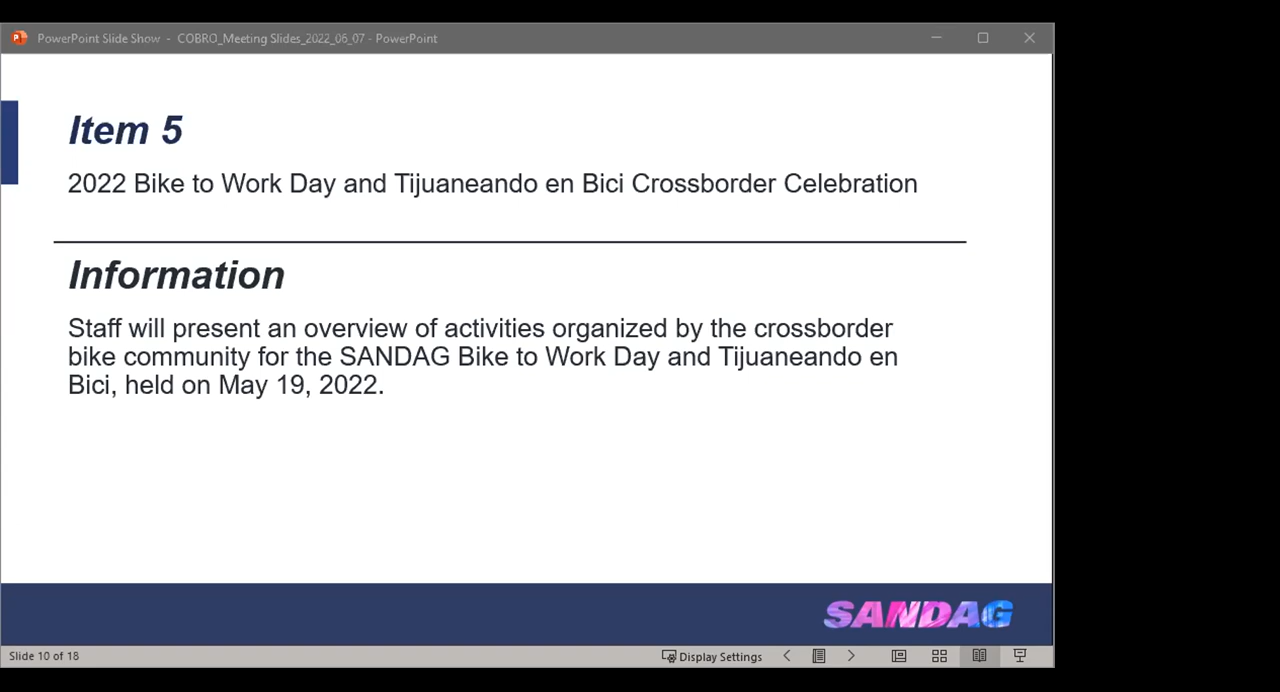 PowerPoint Slide Show - COBRO_Meeting Slides_2022_06_07 - PowerPoint
Item 5
2022 Bike to Work Day and Tijuaneando en Bici Crossborder Celebration
Information
Staff will present an overview of activities organized by the crossborder
bike community for the SANDAG Bike to Work Day and Tijuaneando en
Bici, held on May 19, 2022.
SANDAG
Slide 10 of 18
Display Settings